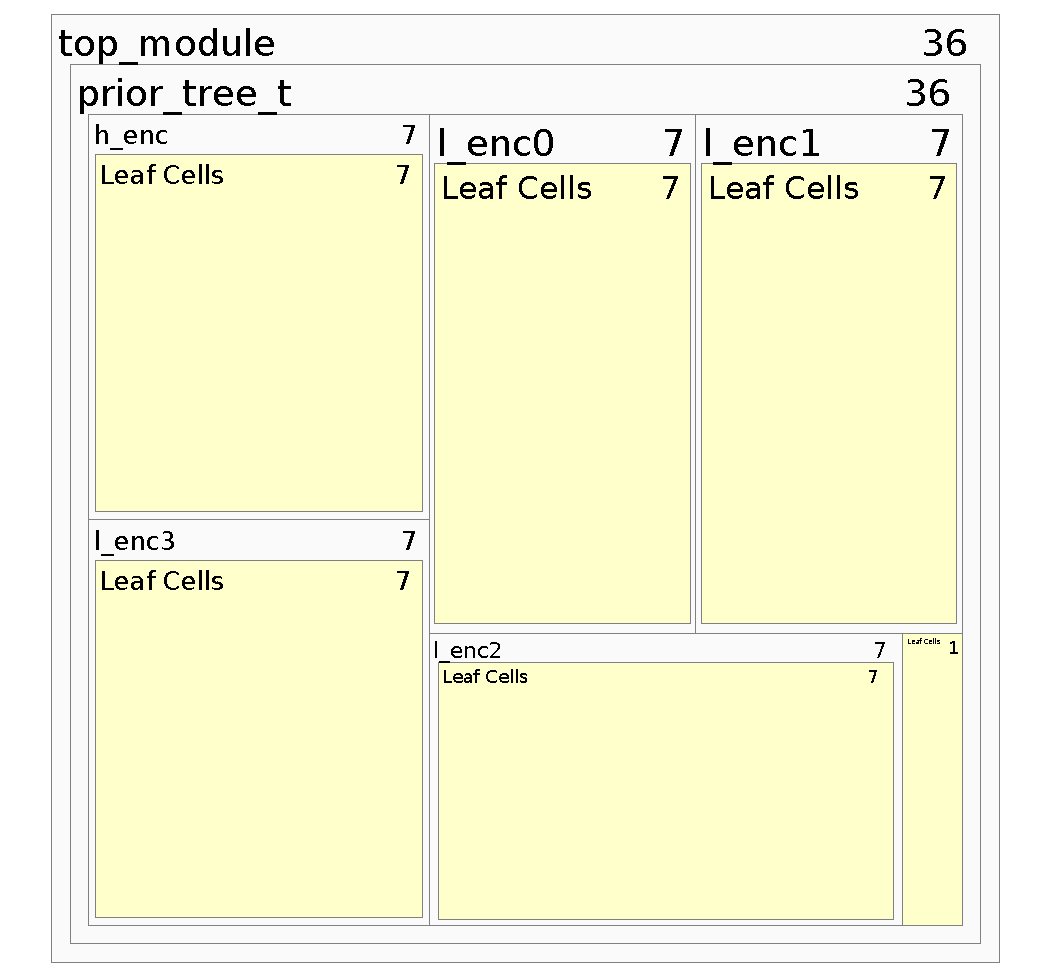 top_module 36
prior_tree_t 36
h_enc 7
Leaf Cells 7
l_enc0 7
Leaf Cells 7
l_enc1 7
Leaf Cells 7
l_enc3 7
Leaf Cells 7
l_enc2 7
Leaf Cells 7
Leaf Cells 1